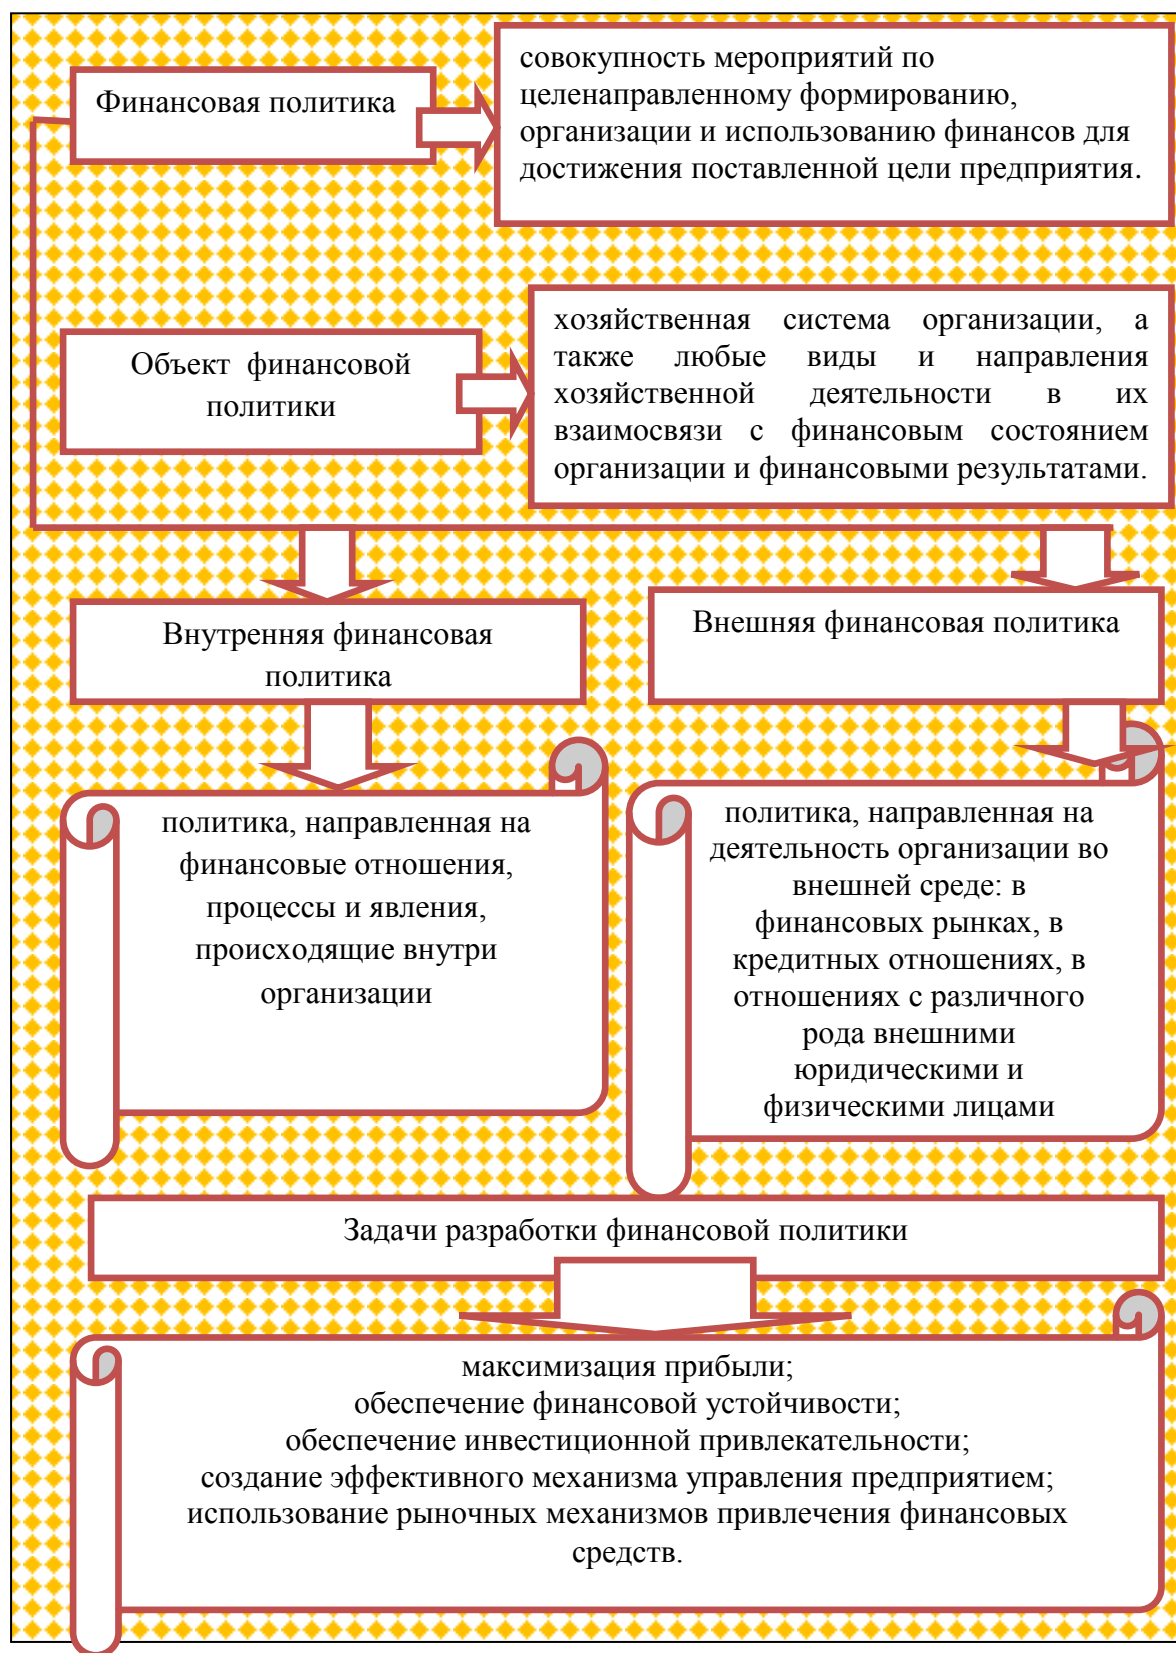 Финансовая политика
совокупность мероприятий по
целенаправленному формированию,
организации и использованию финансов для
достижения поставленной цели предприятия.
Объект финансовой
политики
хозяйственная система организации, а
также любые виды и направления
хозяйственной деятельности в их
взаимосвязи с финансовым состоянием
организации и финансовыми результатами.
Внутренняя финансовая
политика
Внешняя финансовая политика
политика, направленная на
финансовые отношения,
процессы и явления,
происходящие внутри
организации
политика, направленная на
деятельность организации во
внешней среде: в
финансовых рынках, в
кредитных отношениях, в
отношениях с различного
рода внешними
юридическими и
физическими лицами
Задачи разработки финансовой политики
максимизация прибыли;
обеспечение финансовой устойчивости;
обеспечение инвестиционной привлекательности;
создание эффективного механизма управления предприятием;
использование рыночных механизмов привлечения финансовых
средств.